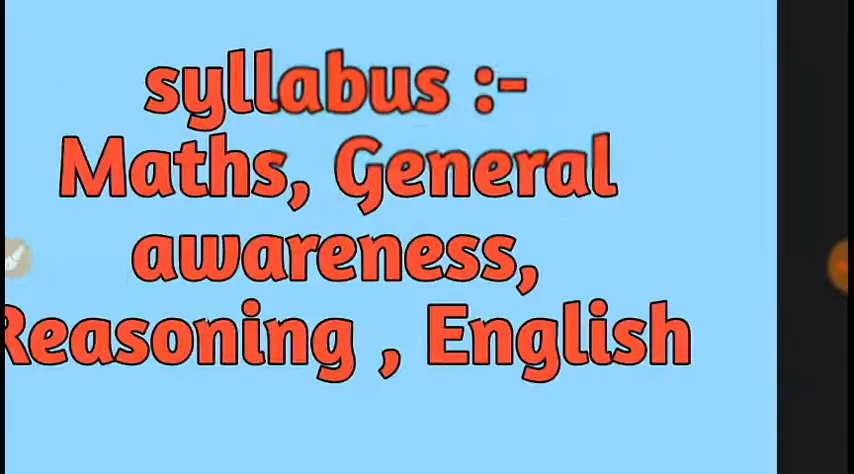 syllabus :-
Maths, General
awareness,
Reasoning , English